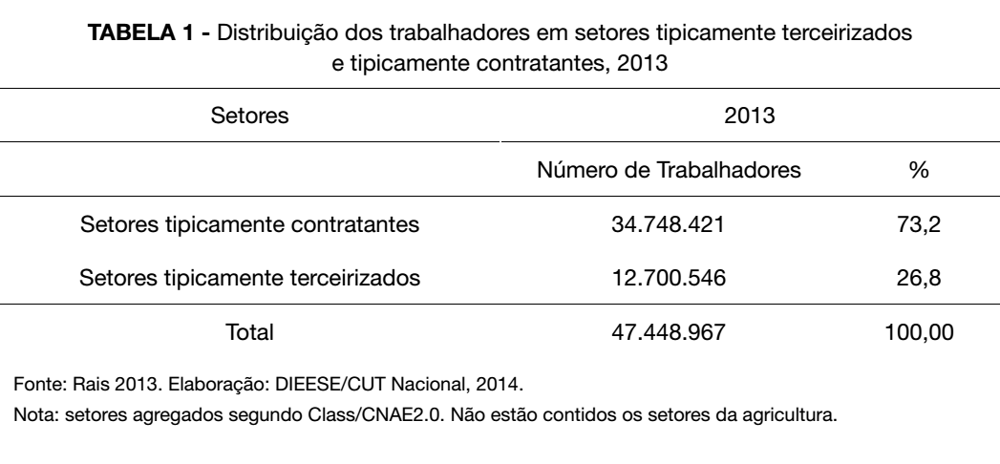 TABELA 1 - Distribuição dos trabalhadores em setores tipicamente terceirizados
e tipicamente contratantes, 2013
Setores 2013
Número de Trabalhadores %
Setores tipicamente contratantes 34.748.421 73,2
Setores tipicamente terceirizados 12.700.546 26,8
Total 47.448.967 100,00
Fonte: Rais 2013. Elaboração: DIEESE/CUT Nacional, 2014.
Nota: setores agregados segundo Class/CNAE2.0. Não estão contidos os setores da agricultura.